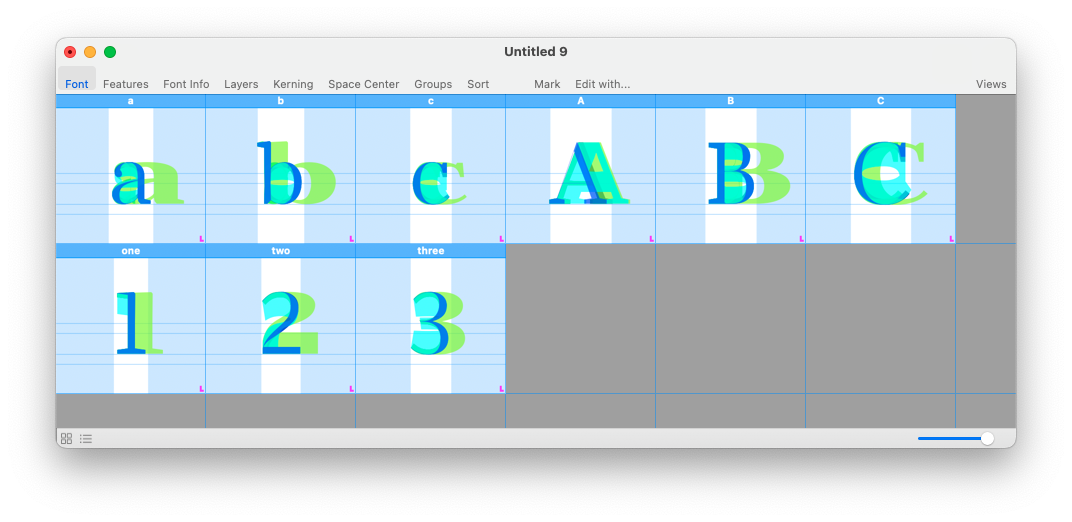 Untitled 9
Font Features Font Info Layers Kerning Space Center Groups Sort Mark Edit with... Views
a b c A B C
a b c A B C
L L L L L L
one two three
1 2 3
L L L